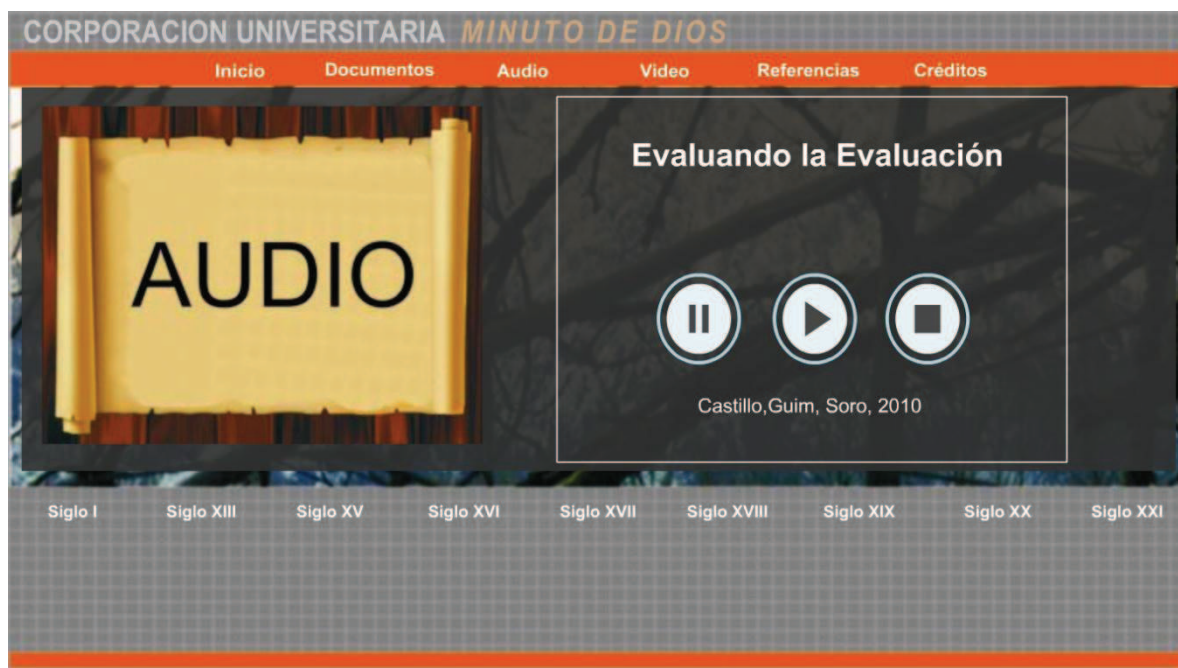 CORPORACION UNIVERSITARIA MINUTO DE DIOS
Inicio Documentos Audio Video Referencias Créditos
AUDIO
Evaluando la Evaluación
Castillo,Guim, Soro, 2010
Siglo I Siglo XIII Siglo XV Siglo XVI Siglo XVII Siglo XVIII Siglo XIX Siglo XX Siglo XXI